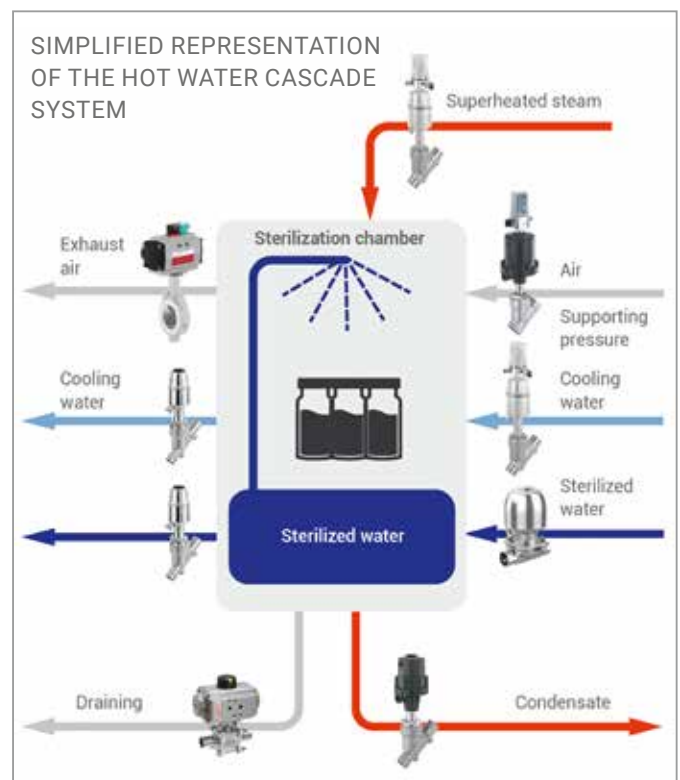 SIMPLIFIED REPRESENTATION
OF THE HOT WATER CASCADE
SYSTEM
Superheated steam
Sterilization chamber
Exhaust
air
Air
Supporting
pressure
Cooling
water
Cooling
water
Sterilized
water
Sterilized water
Draining
Condensate